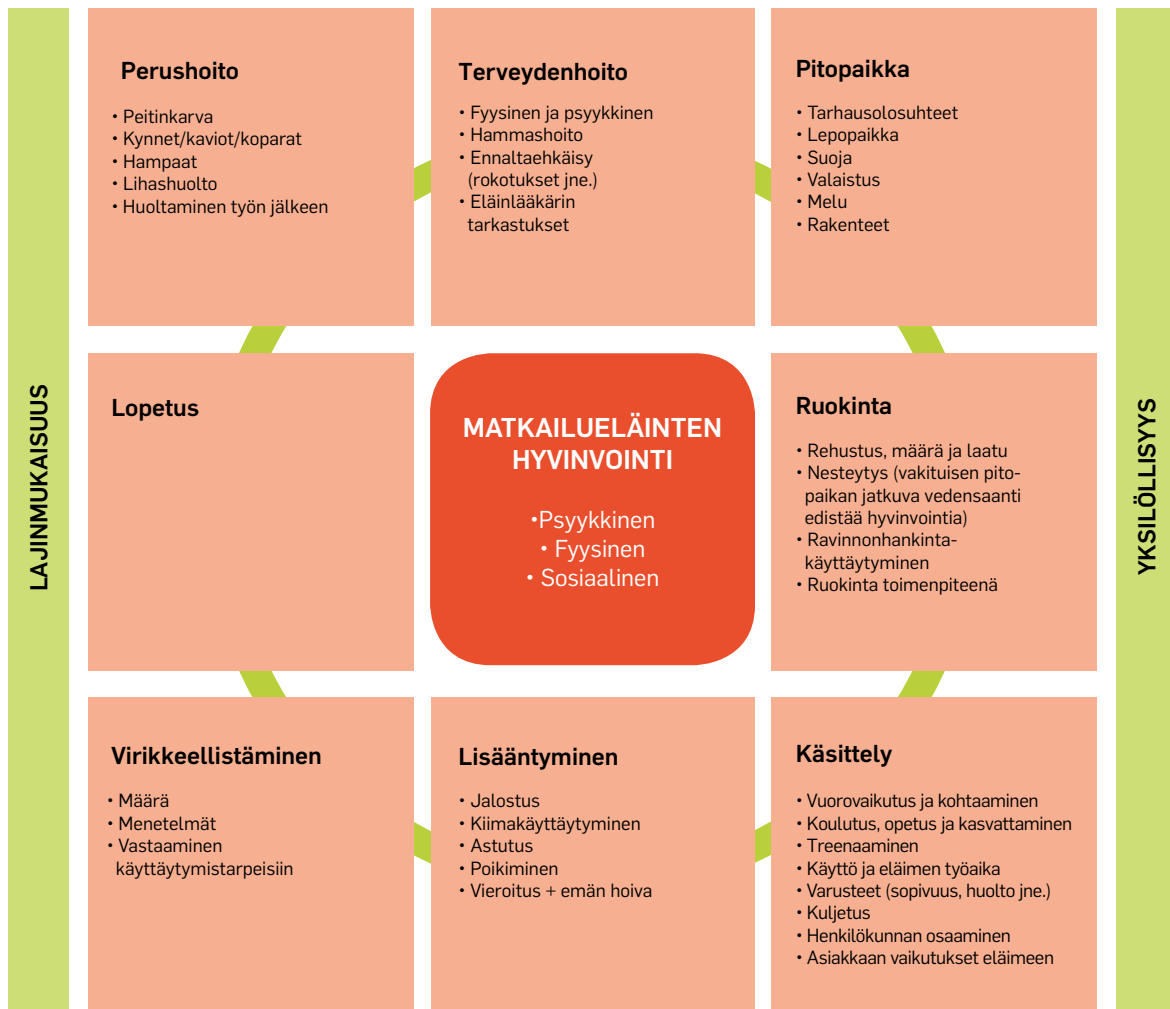 LAJINMUKAISUUS
Perushoito
• Peitinkarva
• Kynnet/kaviot/koparat
• Hampaat
• Lihashuolto
• Huoltaminen työn jälkeen
Terveydenhoito
• Fyysinen ja psyykkinen
• Hammashoito
• Ennaltaehkäisy
(rokotukset jne.)
• Eläinlääkärin
tarkastukset
Pitopaikka
• Tarhausolosuhteet
• Lepopaikka
• Suoja
• Valaistus
• Melu
• Rakenteet
Lopetus
MATKAILUELÄINTEN
HYVINVOINTI
•Psyykkinen
• Fyysinen
• Sosiaalinen
Ruokinta
• Rehustus, määrä ja laatu
• Nesteytys (vakituisen pito-
paikan jatkuva vedensaanti
edistää hyvinvointia)
• Ravinnonhankinta-
käyttäytyminen
• Ruokinta toimenpiteenä
Virikkeellistäminen
• Määrä
• Menetelmät
• Vastaaminen
käyttäytymistarpeisiin
Lisääntyminen
• Jalostus
• Kiimakäyttäytyminen
• Astutus
• Poikiminen
• Vieroitus + emän hoiva
Käsittely
• Vuorovaikutus ja kohtaaminen
• Koulutus, opetus ja kasvattaminen
• Treenaaminen
• Käyttö ja eläimen työaika
• Varusteet (sopivuus, huolto jne.)
• Kuljetus
• Henkilökunnan osaaminen
• Asiakkaan vaikutukset eläimeen
YKSILÖLLISYYS